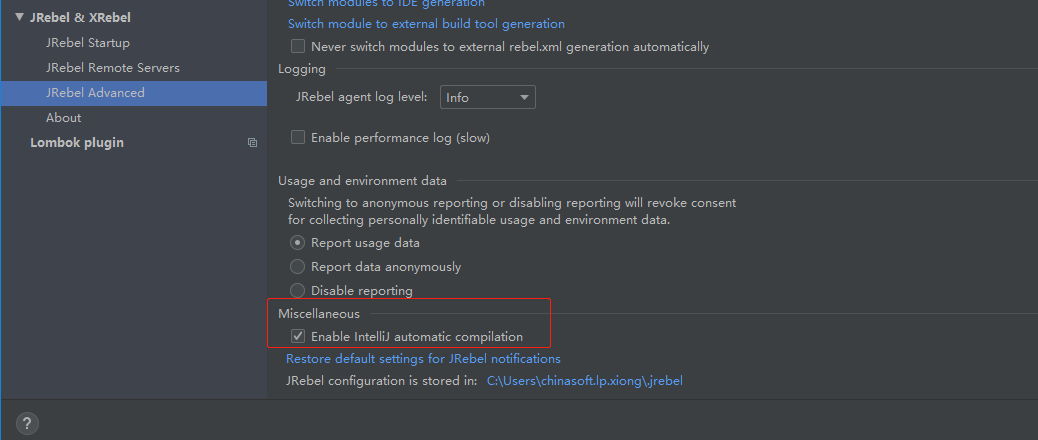 JRebel & XRebel
JRebel Startup
JRebel Remote Servers
JRebel Advanced
About
Lombok plugin
Switch modules to IDE generation
Switch module to external build tool generation
Never switch modules to external rebel.xml generation automatically
Logging
JRebel agent log level: Info
Enable performance log (slow)
Usage and environment data
Switching to anonymous reporting or disabling reporting will revoke consent
for collecting personally identifiable usage and environment data.
Report usage data
Report data anonymously
Disable reporting
Miscellaneous
Enable IntelliJ automatic compilation
Restore default settings for JRebel notifications
JRebel configuration is stored in: C:\Users\chinasoft.lp.xiong\.jrebel
?